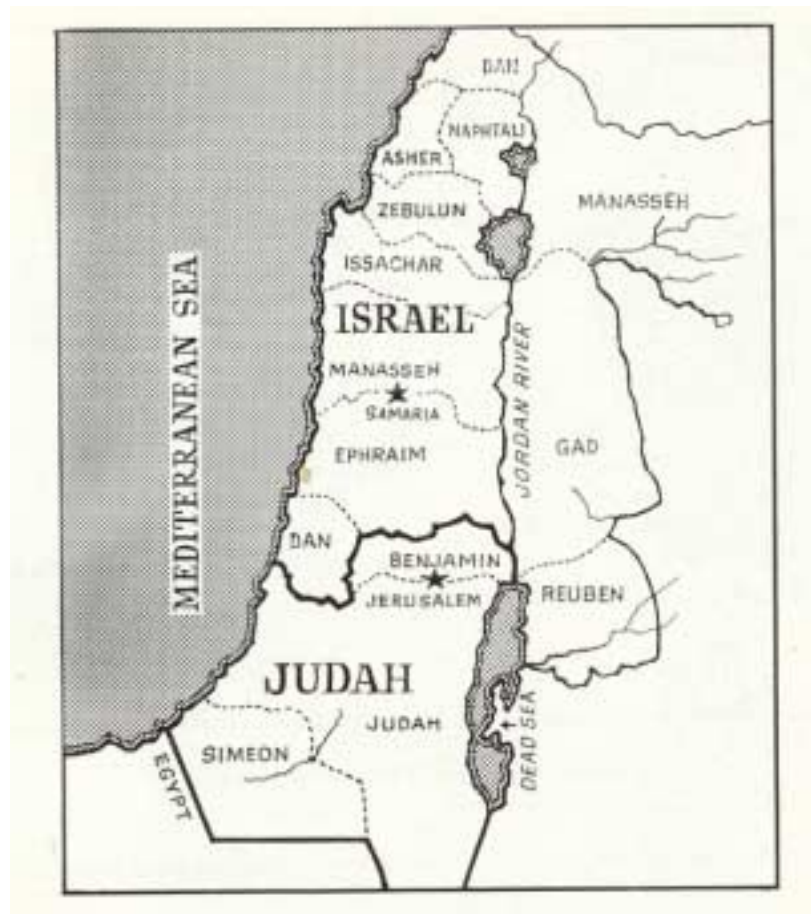 DAN
NAPHTALI
ASHER
MANASSEH
ZEBULUN
ISSACHAR
ISRAEL
MEDITERRANEAN SEA
MANASSEH
SAMARIA
JORDAN RIVER
EPHRAIM
GAD
DAN
BENJAMIN
JERUSALEM
REUBEN
JUDAH
JUDAH
DEAD SEA
SIMEON
EGYPT